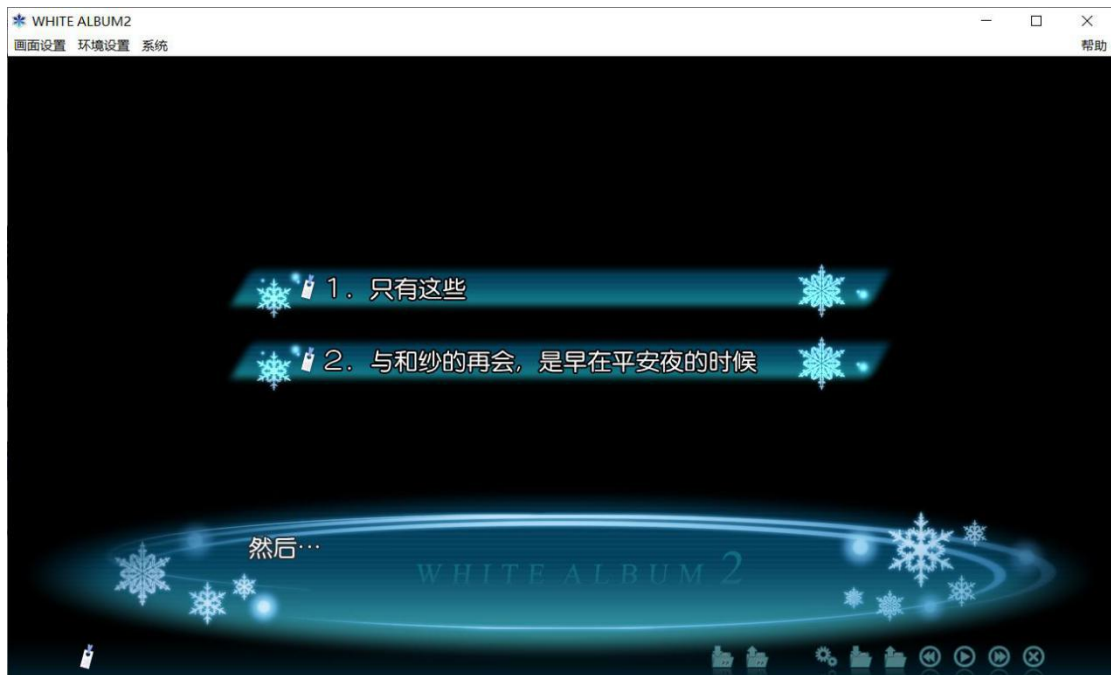 WHITE ALBUM2
画面设置 环境设置 系统 帮助
1. 只有这些
2. 与和纱的再会，是早在平安夜的时候
然后…
WHITE ALBUM 2